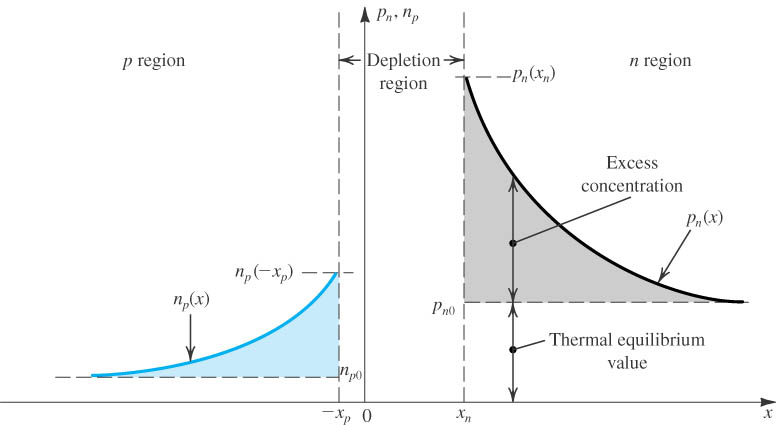 pₙ, nₚ
p region
Depletion
region
n region
pₙ(xₙ)
Excess
concentration
pₙ(x)
nₚ(−xₚ)
nₚ(x)
pₙ₀
Thermal equilibrium
value
nₚ₀
−xₚ
0
xₙ
x